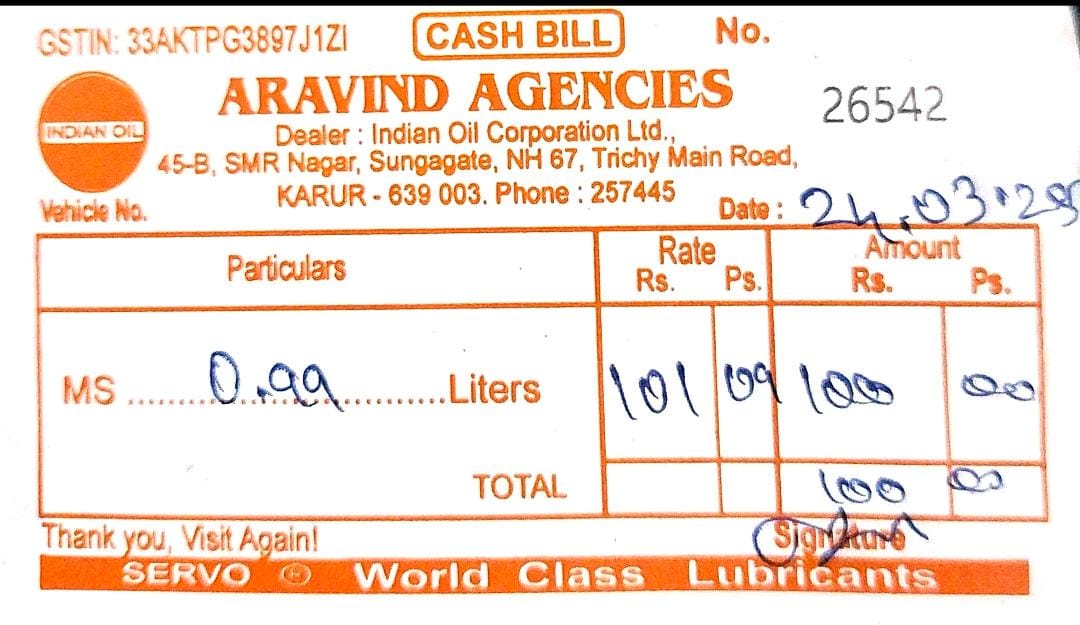 GSTIN: 33AKTPG3897J1ZI CASH BILL No.
ARAVIND AGENCIES 26542
INDIAN OIL
Dealer : Indian Oil Corporation Ltd.,
45-B, SMR Nagar, Sungagate, NH 67, Trichy Main Road,
KARUR - 639 003. Phone : 257445
Vehicle No. Date : 24.03.25
Particulars Rate Amount
Rs. Ps. Rs. Ps.
MS ........0.99............Liters 101 09 100 00
TOTAL 100 00
Thank you, Visit Again! Signature
SERVO ® World Class Lubricants